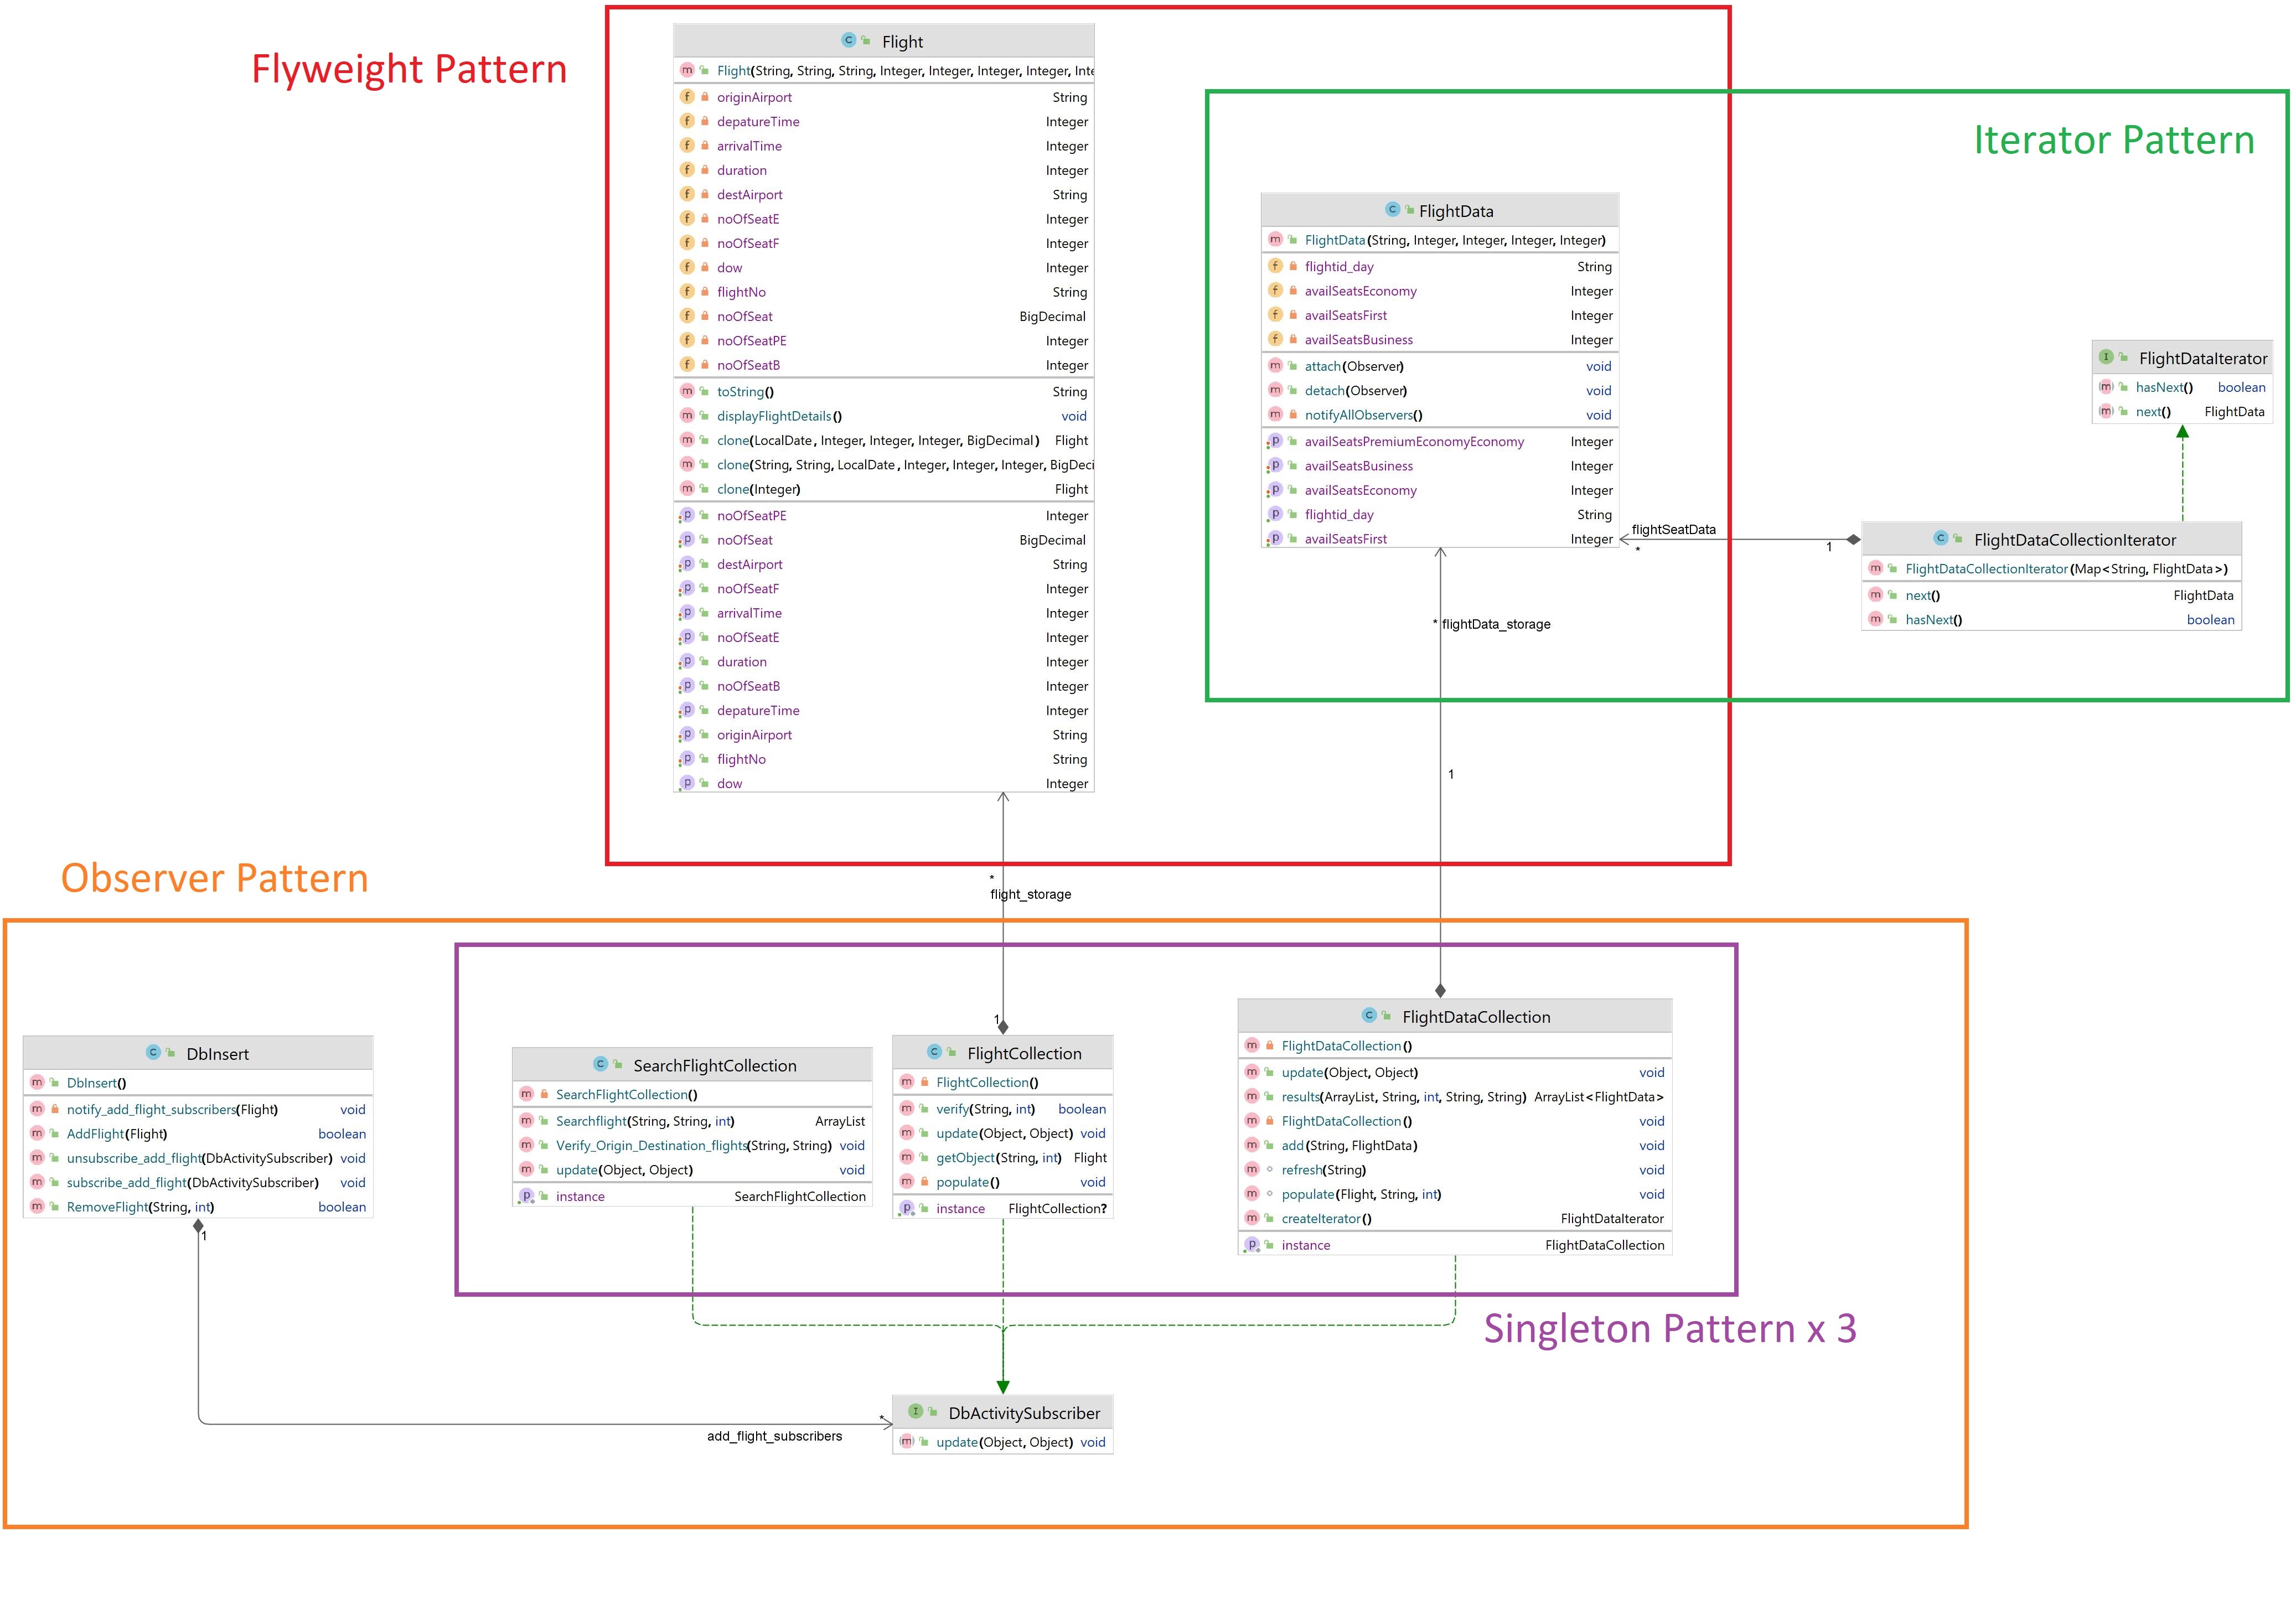 Flyweight Pattern
C Flight
m Flight(String, String, String, Integer, Integer, Integer, Integer, Inte
f originAirport String
f depatureTime Integer
f arrivalTime Integer
f duration Integer
f destAirport String
f noOfSeatE Integer
f noOfSeatF Integer
f dow Integer
f flightNo String
f noOfSeat BigDecimal
f noOfSeatPE Integer
f noOfSeatB Integer
m toString() String
m displayFlightDetails() void
m clone(LocalDate, Integer, Integer, Integer, BigDecimal) Flight
m clone(String, String, LocalDate, Integer, Integer, Integer, BigDeci
m clone(Integer) Flight
p noOfSeatPE Integer
p noOfSeat BigDecimal
p destAirport String
p noOfSeatF Integer
p arrivalTime Integer
p noOfSeatE Integer
p duration Integer
p noOfSeatB Integer
p depatureTime Integer
p originAirport String
p flightNo String
p dow Integer
Iterator Pattern
C FlightData
m FlightData(String, Integer, Integer, Integer, Integer)
f flightid_day String
f availSeatsEconomy Integer
f availSeatsFirst Integer
f availSeatsBusiness Integer
m attach(Observer) void
m detach(Observer) void
m notifyAllObservers() void
p availSeatsPremiumEconomyEconomy Integer
p availSeatsBusiness Integer
p availSeatsEconomy Integer
p flightid_day String
p availSeatsFirst Integer
I FlightDataIterator
m hasNext() boolean
m next() FlightData
flightSeatData
* 1
C FlightDataCollectionIterator
m FlightDataCollectionIterator(Map<String, FlightData>)
m next() FlightData
m hasNext() boolean
* flightData_storage
1
Observer Pattern
*
flight_storage
1
C DbInsert
m DbInsert()
m notify_add_flight_subscribers(Flight) void
m AddFlight(Flight) boolean
m unsubscribe_add_flight(DbActivitySubscriber) void
m subscribe_add_flight(DbActivitySubscriber) void
m RemoveFlight(String, int) boolean
1
C SearchFlightCollection
m SearchFlightCollection()
m Searchflight(String, String, int) ArrayList
m Verify_Origin_Destination_flights(String, String) void
m update(Object, Object) void
p instance SearchFlightCollection
C FlightCollection
m FlightCollection()
m verify(String, int) boolean
m update(Object, Object) void
m getObject(String, int) Flight
m populate() void
p instance FlightCollection?
C FlightDataCollection
m FlightDataCollection()
m update(Object, Object) void
m results(ArrayList, String, int, String, String) ArrayList<FlightData>
m FlightDataCollection() void
m add(String, FlightData) void
m refresh(String) void
m populate(Flight, String, int) void
m createIterator() FlightDataIterator
p instance FlightDataCollection
Singleton Pattern x 3
*
add_flight_subscribers
I DbActivitySubscriber
m update(Object, Object) void